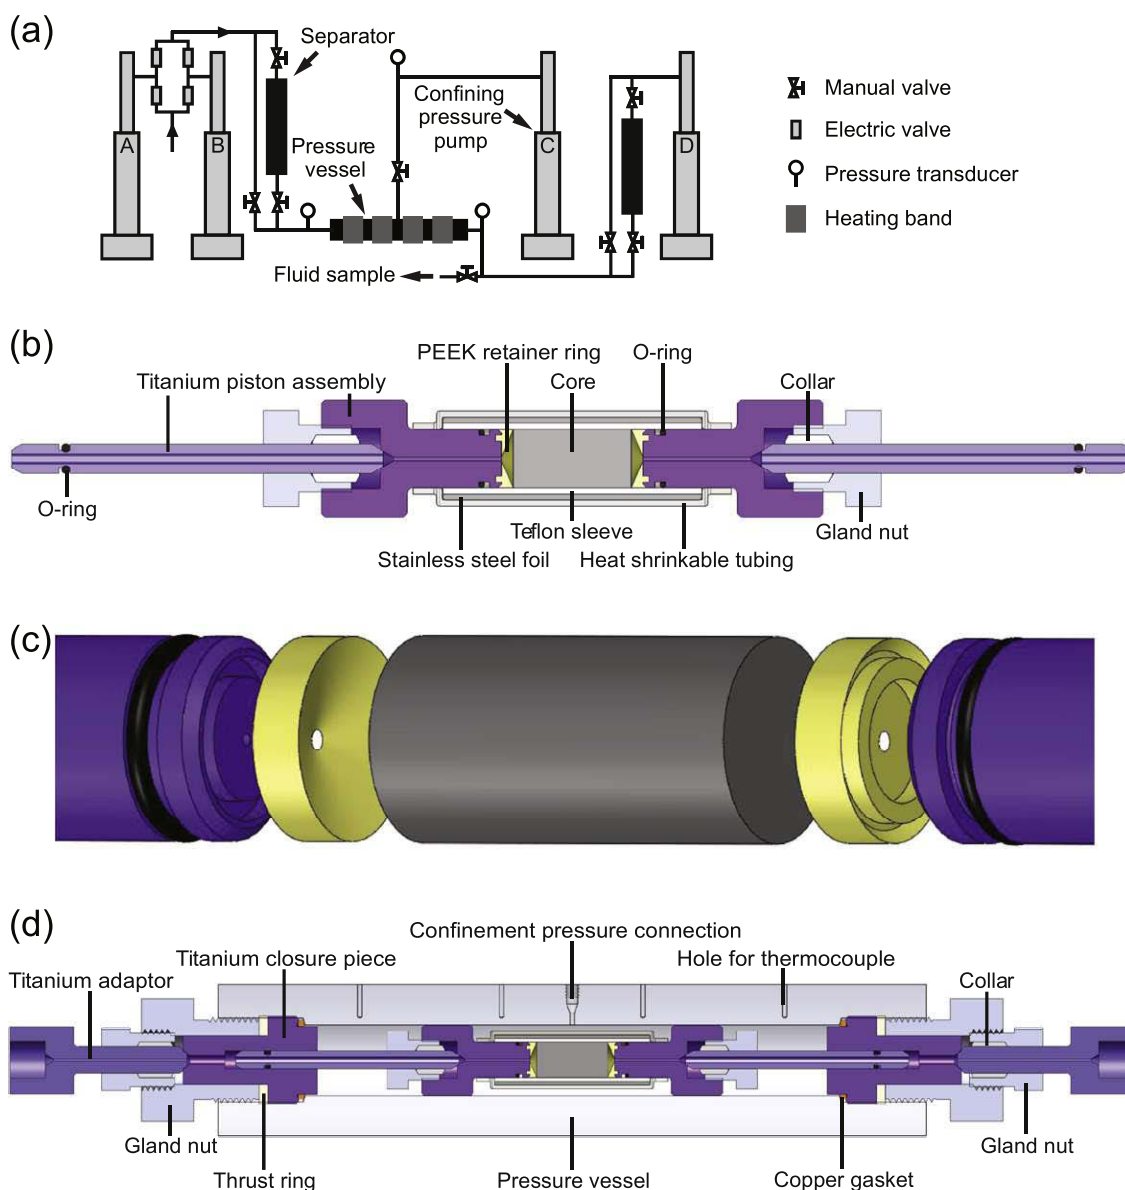 (a)
Separator
Confining
pressure
pump
Pressure
vessel
A
B
C
D
Fluid sample
Manual valve
Electric valve
Pressure transducer
Heating band
(b)
PEEK retainer ring
O-ring
Titanium piston assembly
Core
Collar
O-ring
Teflon sleeve
Gland nut
Stainless steel foil
Heat shrinkable tubing
(c)
(d)
Confinement pressure connection
Titanium closure piece
Hole for thermocouple
Titanium adaptor
Collar
Gland nut
Gland nut
Thrust ring
Pressure vessel
Copper gasket